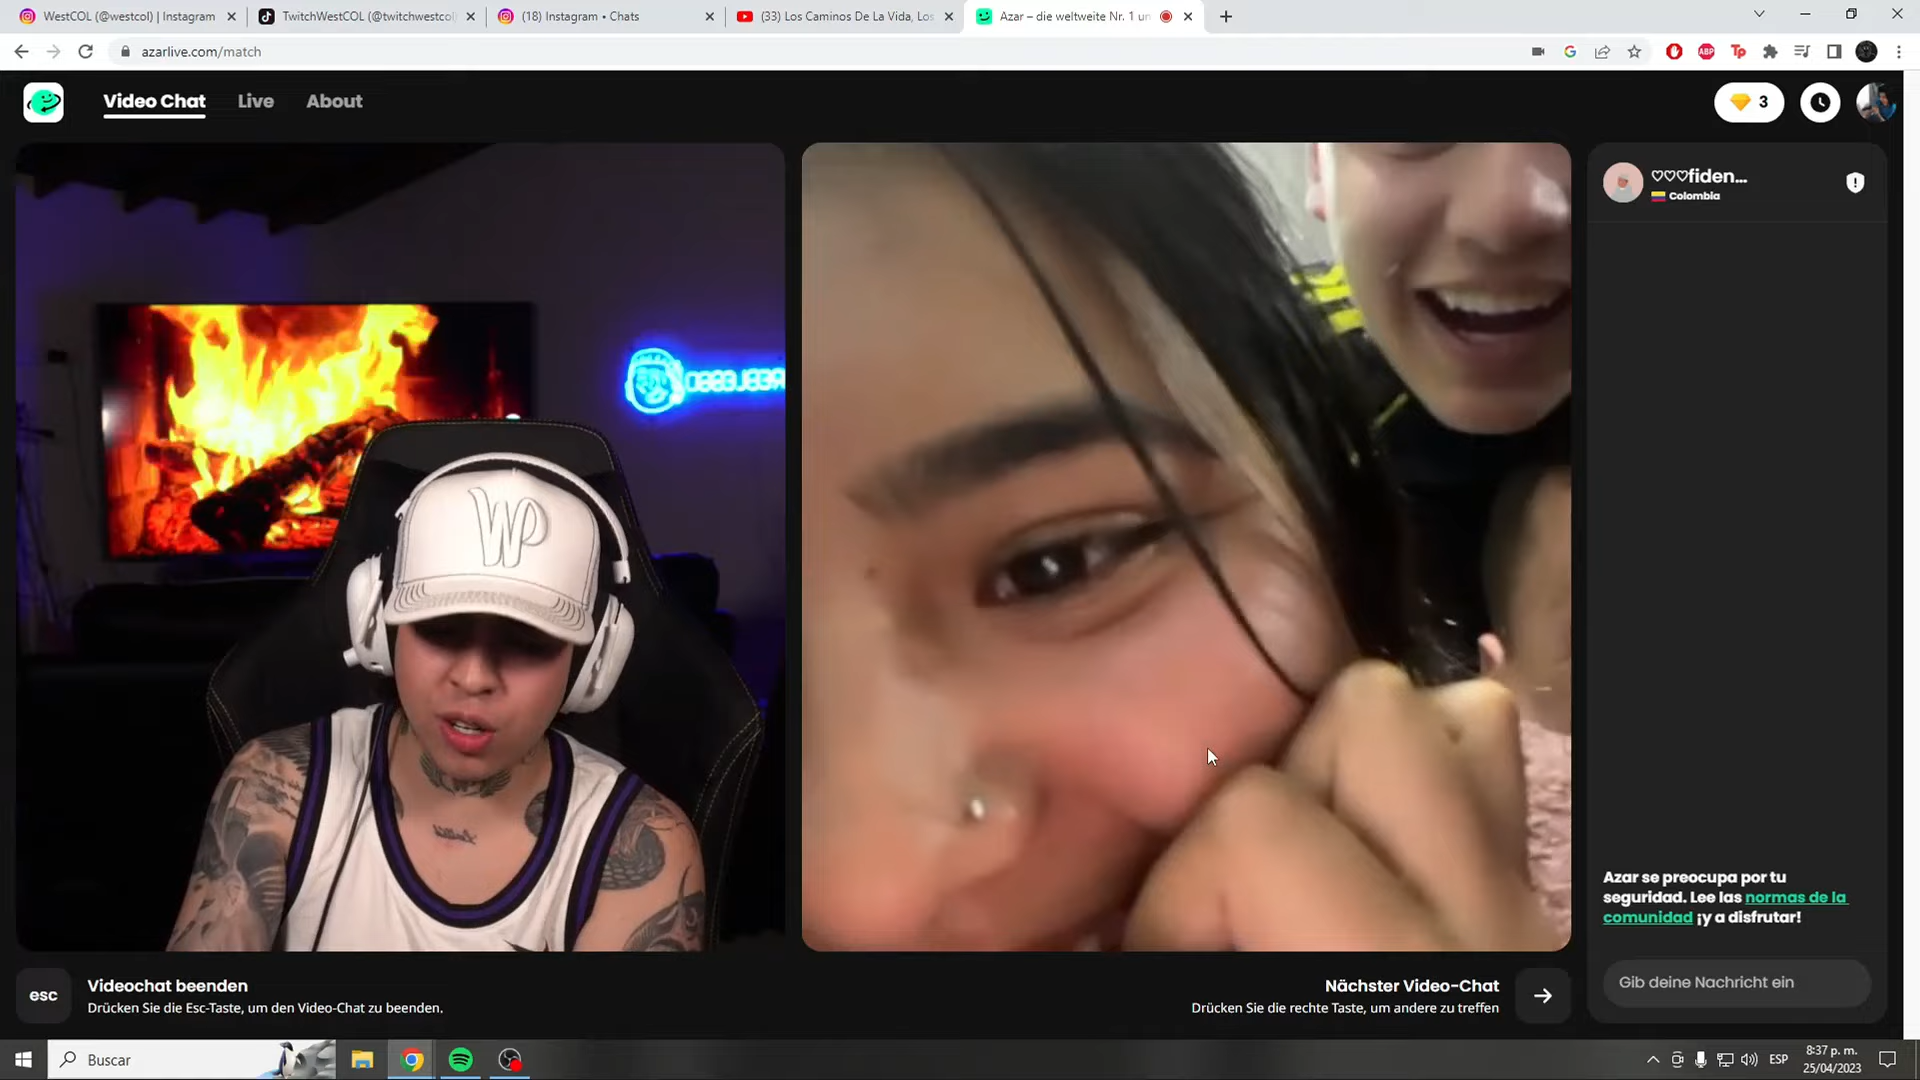 WestCOL (@westcol) | Instagram
TwitchWestCOL (@twitchwestcol)
(18) Instagram • Chats
(33) Los Caminos De La Vida, Los
Azar – die weltweite Nr. 1 un
azarlive.com/match
ABP
Tp
Video Chat
Live
About
3
♡♡♡fiden...
Colombia
WP
Azar se preocupa por tu
seguridad. Lee las normas de la
comunidad ¡y a disfrutar!
esc
Videochat beenden
Drücken Sie die Esc-Taste, um den Video-Chat zu beenden.
Nächster Video-Chat
Drücken Sie die rechte Taste, um andere zu treffen
Gib deine Nachricht ein
Buscar
ESP
8:37 p. m.
25/04/2023